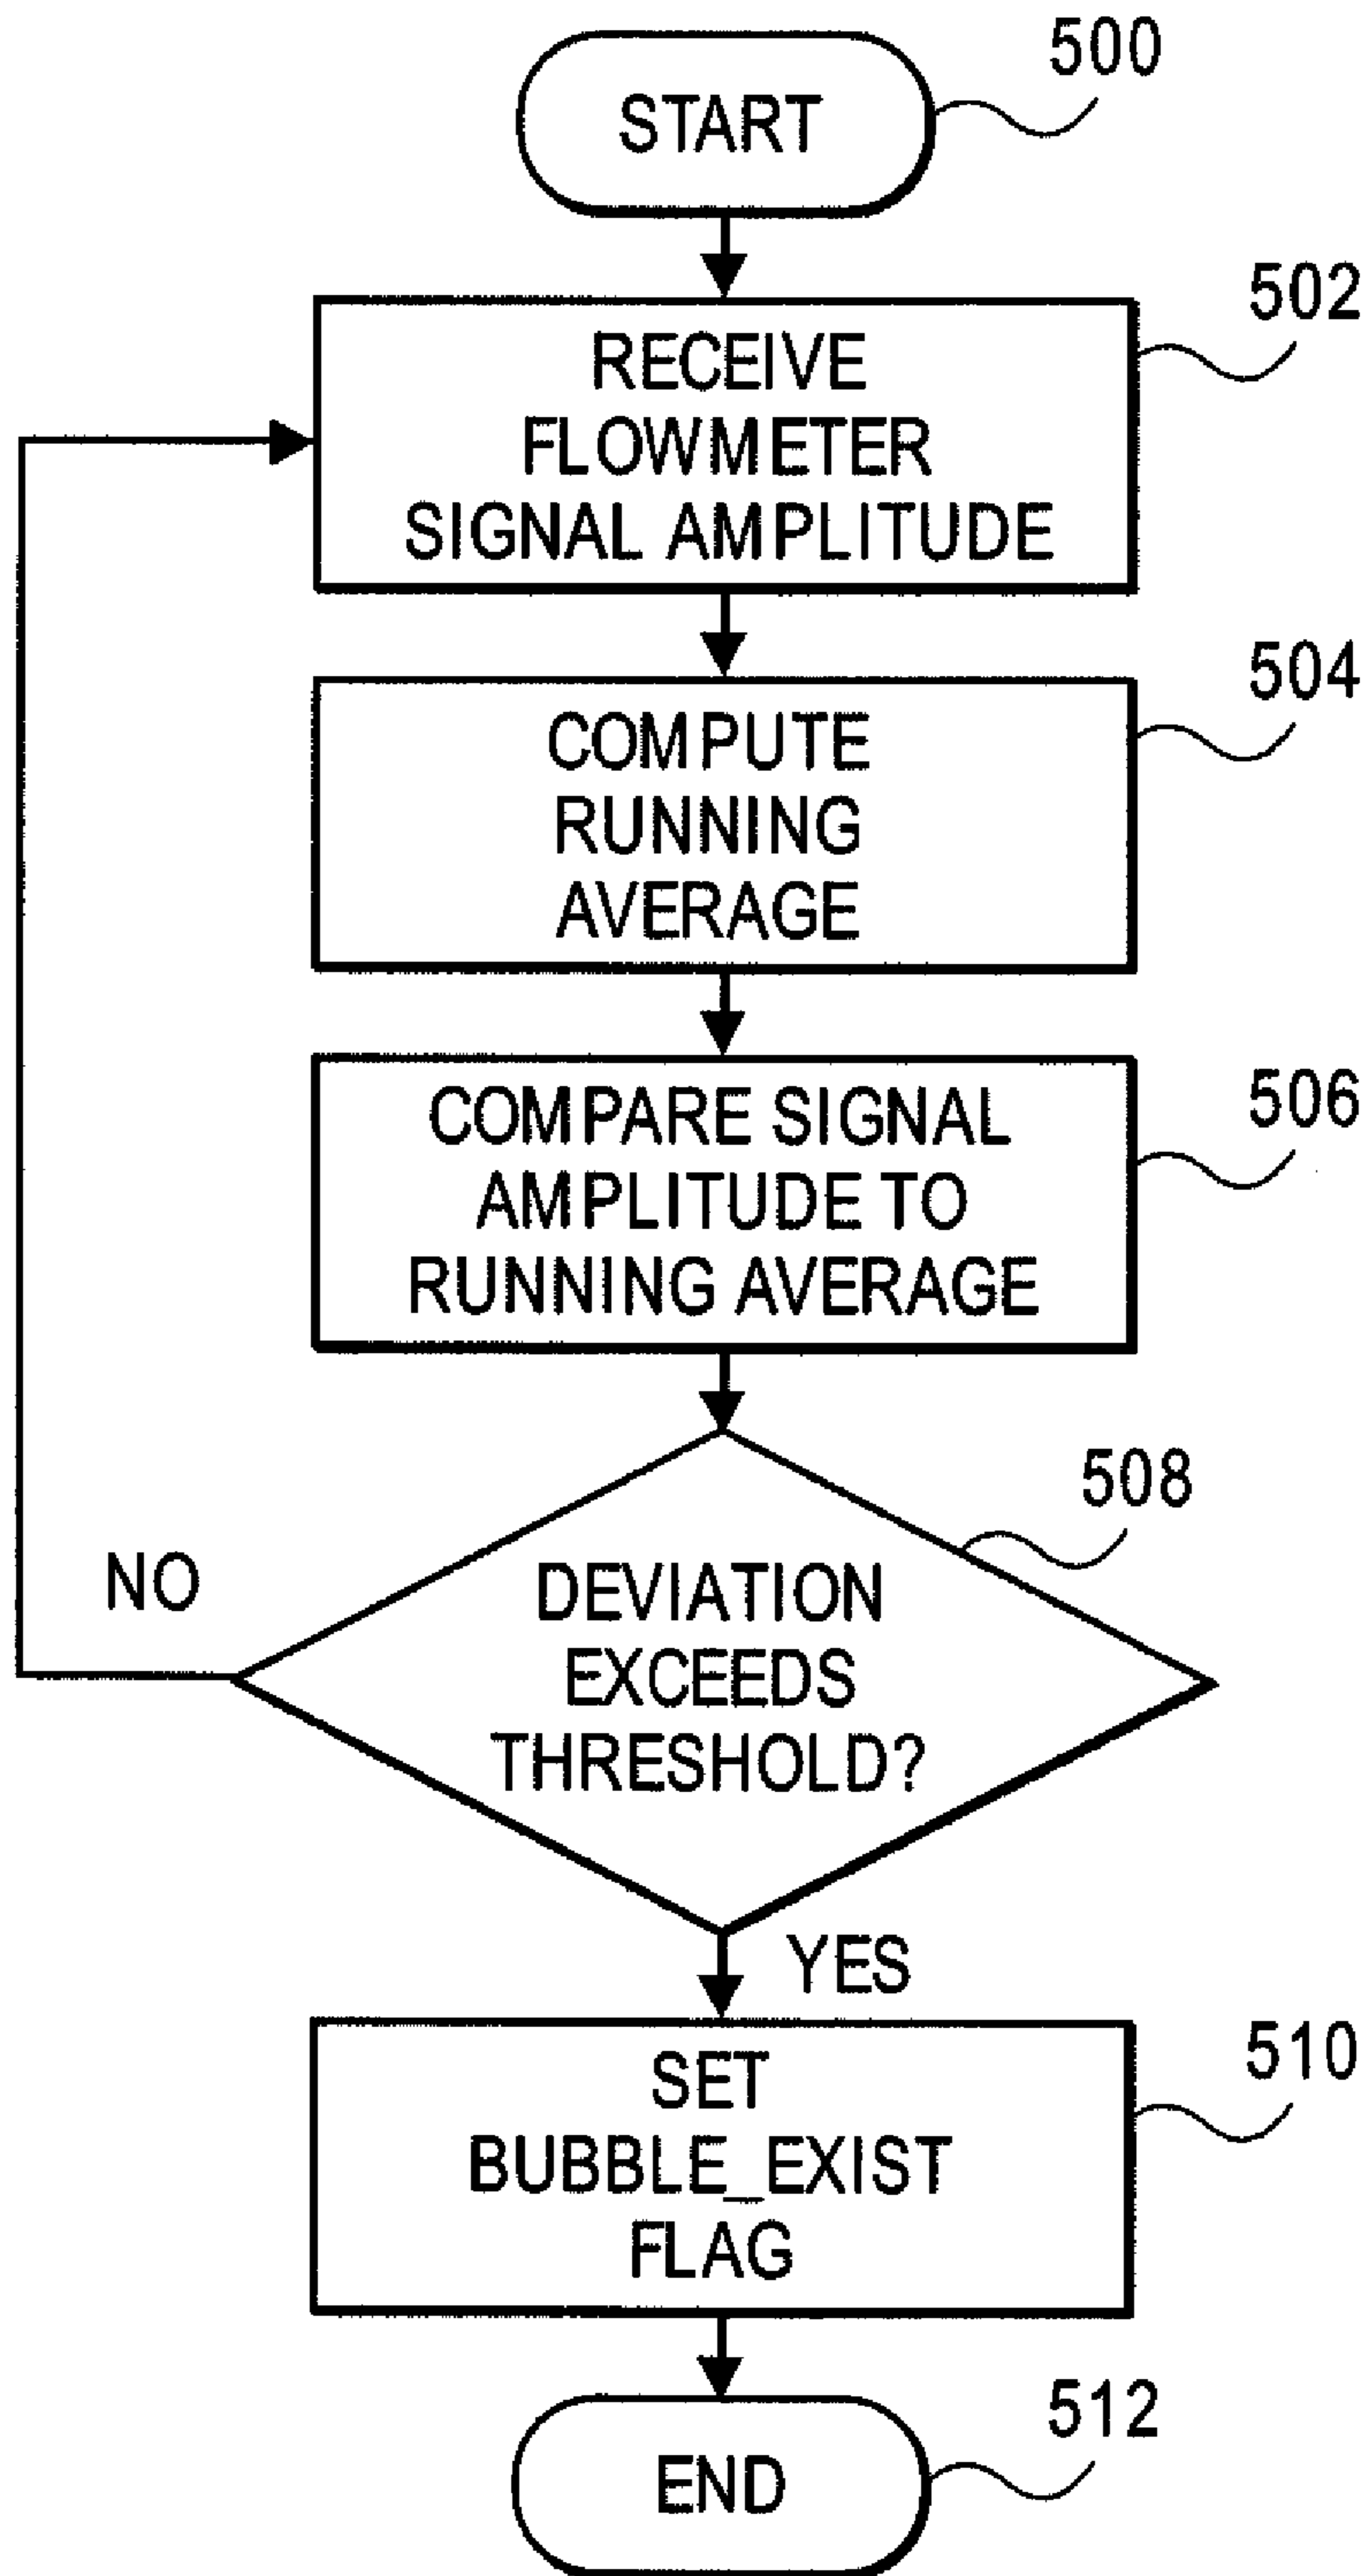 500
START
502
RECEIVE
FLOWMETER
SIGNAL AMPLITUDE
504
COMPUTE
RUNNING
AVERAGE
506
COMPARE SIGNAL
AMPLITUDE TO
RUNNING AVERAGE
508
DEVIATION
EXCEEDS
THRESHOLD?
NO
YES
510
SET
BUBBLE_EXIST
FLAG
512
END